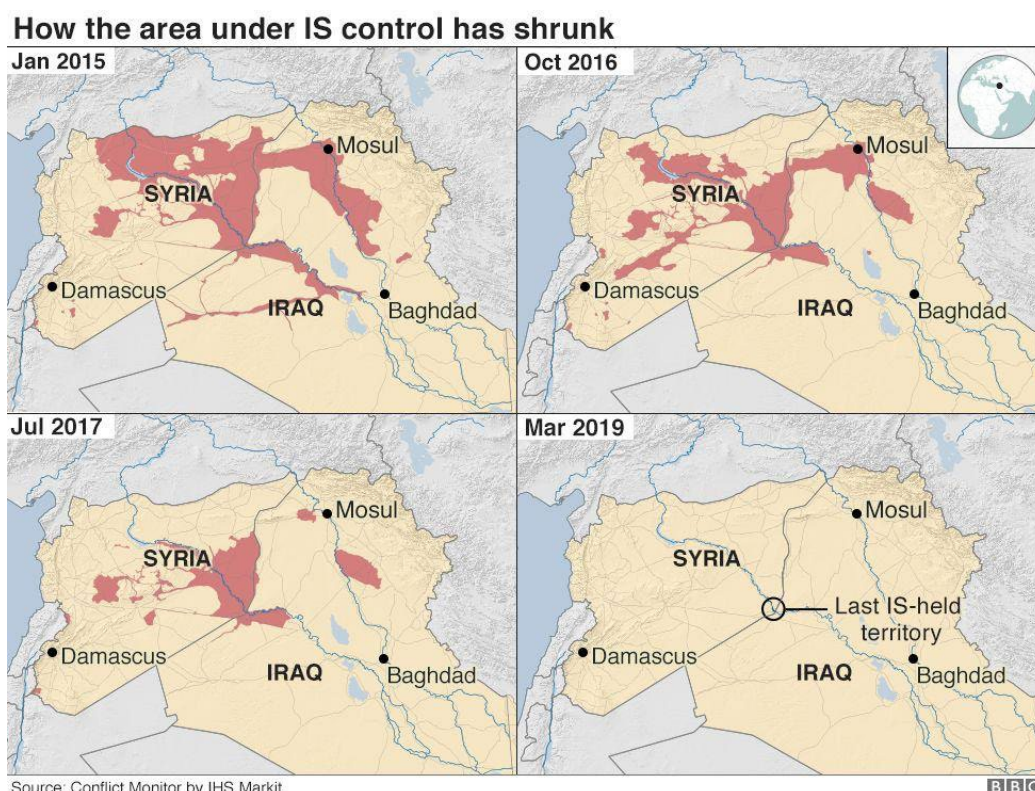 How the area under IS control has shrunk
Jan 2015
Mosul
SYRIA
Damascus
IRAQ
Baghdad
Oct 2016
Mosul
SYRIA
Damascus
IRAQ
Baghdad
Jul 2017
Mosul
SYRIA
Damascus
IRAQ
Baghdad
Mar 2019
Mosul
SYRIA
Last IS-held
territory
Damascus
IRAQ
Baghdad
Source: Conflict Monitor by IHS Markit
BBC